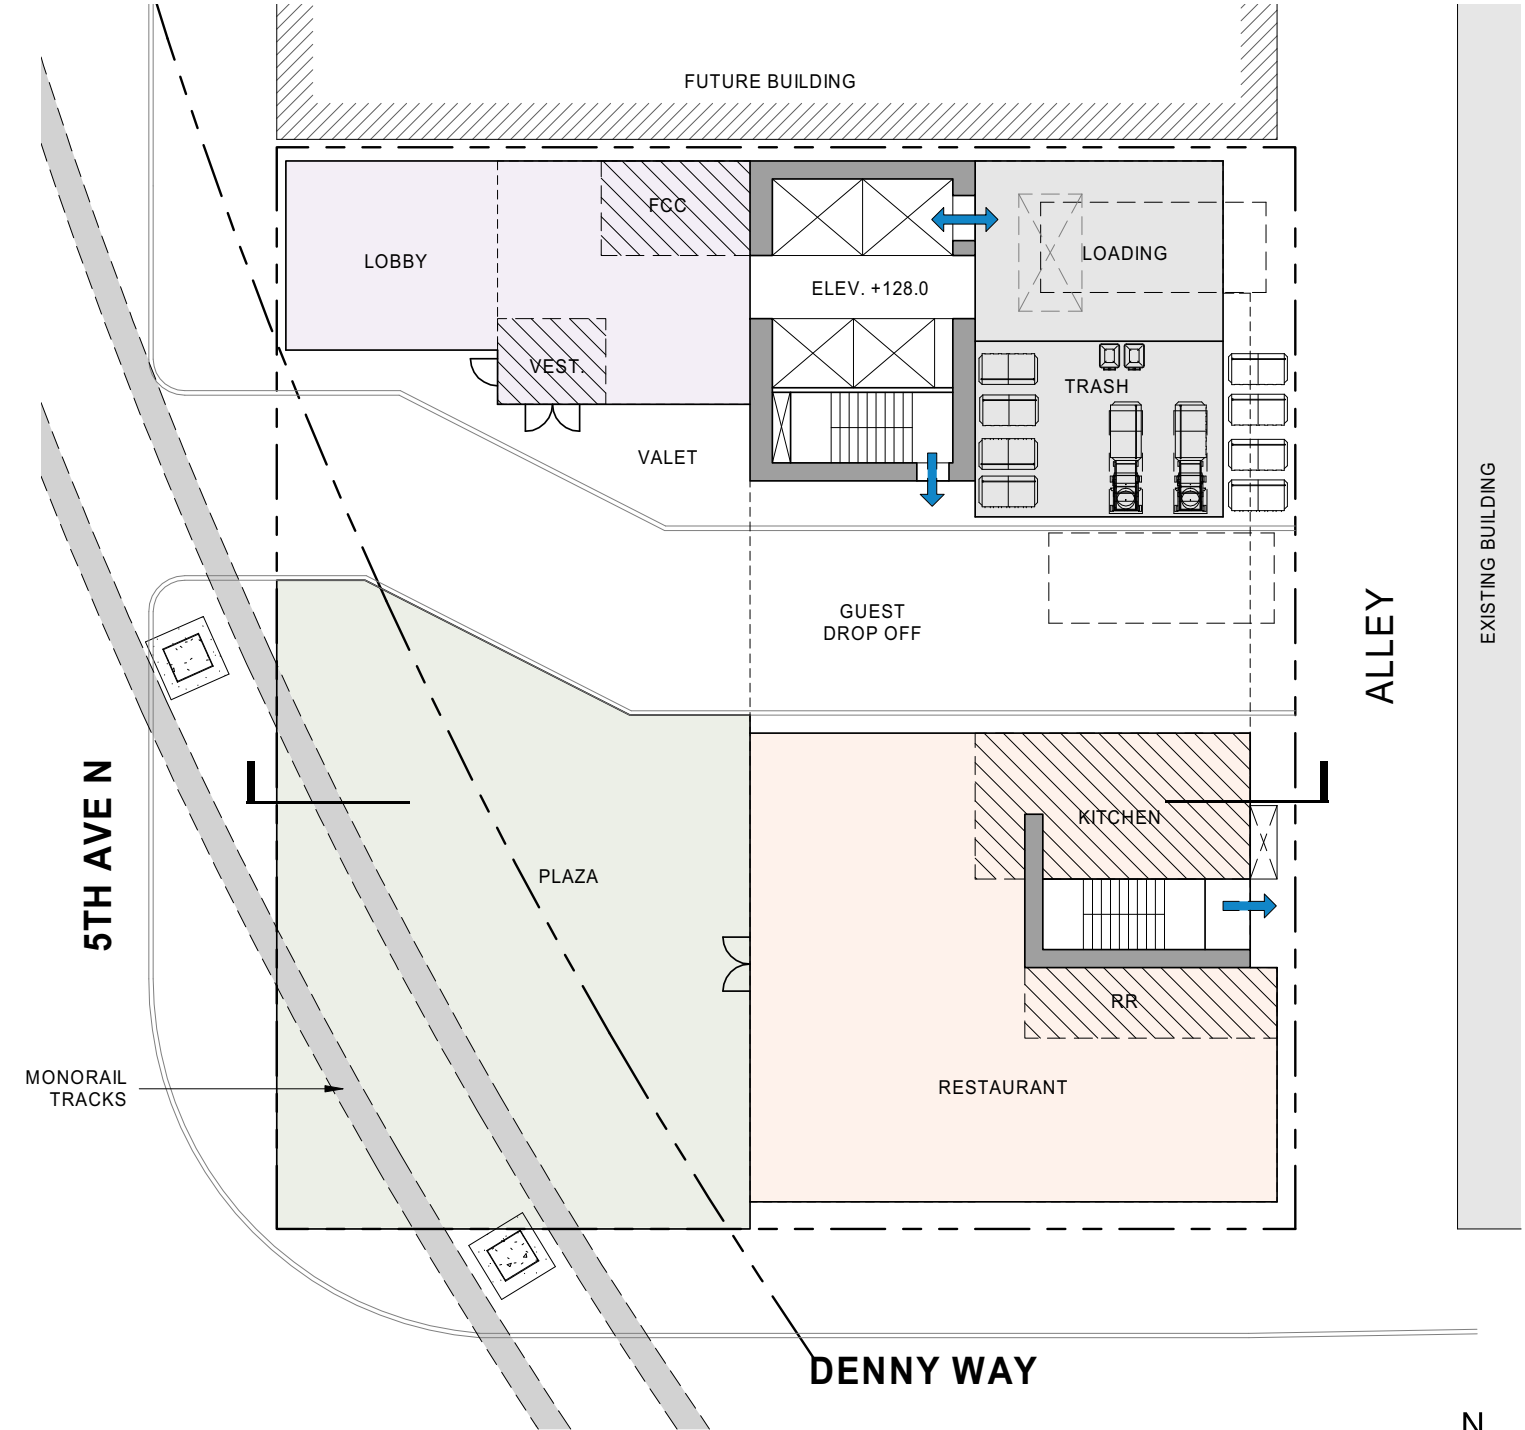 FUTURE BUILDING
FCC
LOBBY
LOADING
ELEV. +128.0
VEST.
TRASH
VALET
EXISTING BUILDING
GUEST
DROP OFF
ALLEY
5TH AVE N
KITCHEN
PLAZA
RR
MONORAIL
TRACKS
RESTAURANT
DENNY WAY
N